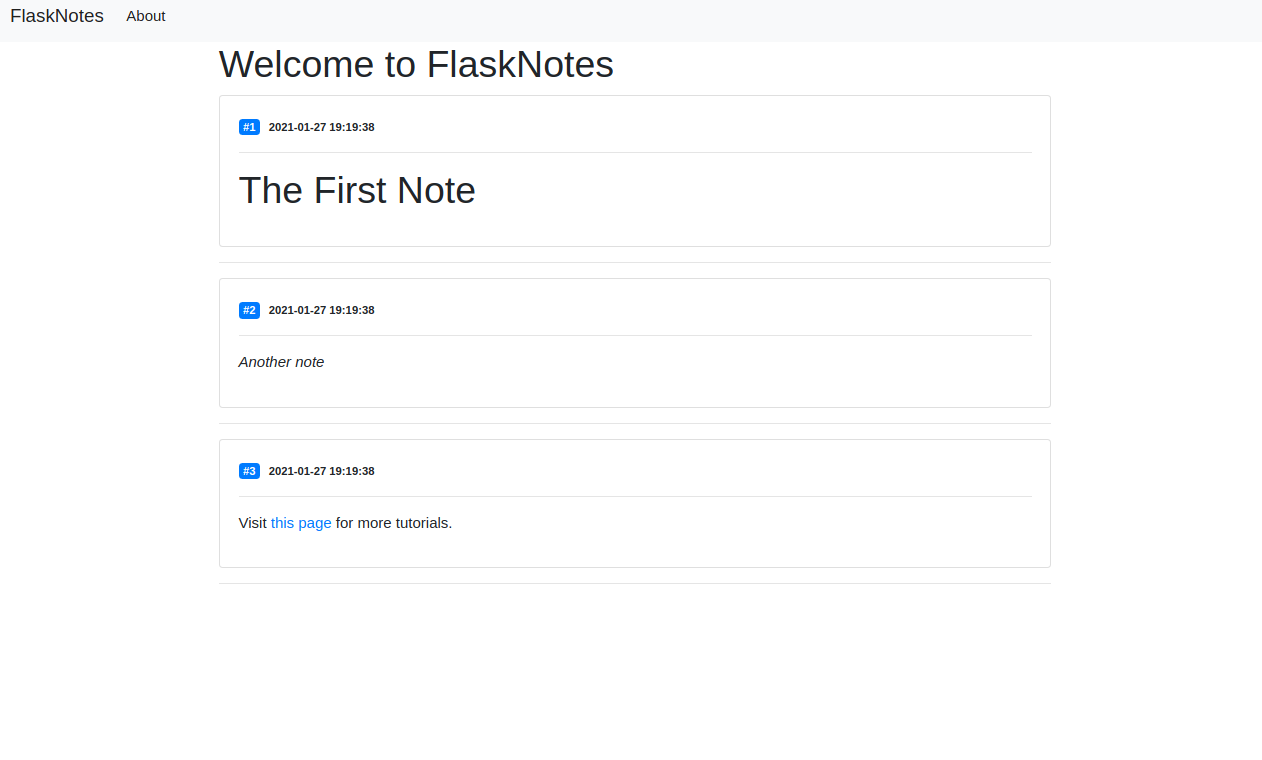 FlaskNotes About
Welcome to FlaskNotes
#1 2021-01-27 19:19:38
The First Note
#2 2021-01-27 19:19:38
Another note
#3 2021-01-27 19:19:38
Visit this page for more tutorials.